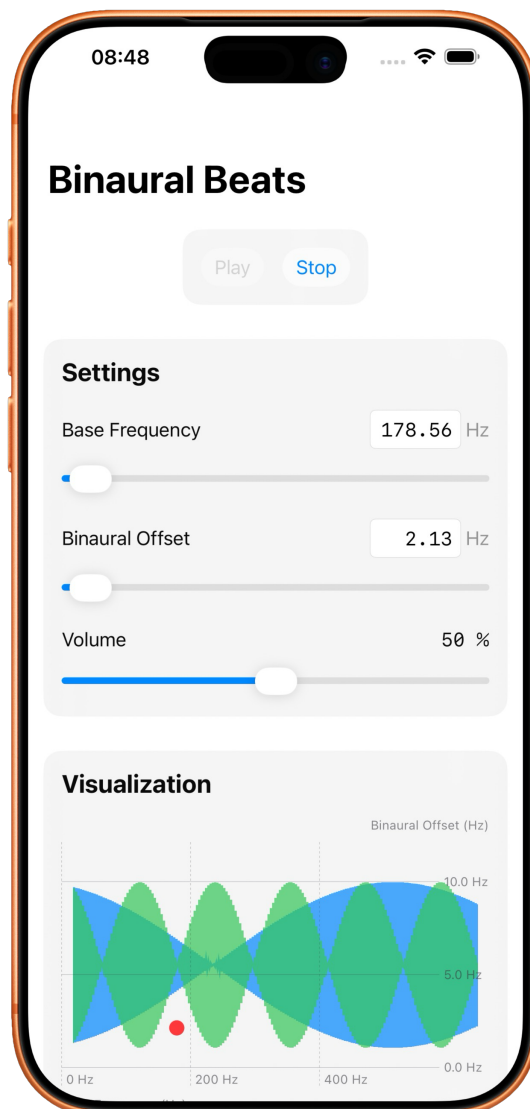 08:48
Binaural Beats
Play Stop
Settings
Base Frequency 178.56 Hz
Binaural Offset 2.13 Hz
Volume 50 %
Visualization
Binaural Offset (Hz)
10.0 Hz
5.0 Hz
0.0 Hz
0 Hz 200 Hz 400 Hz